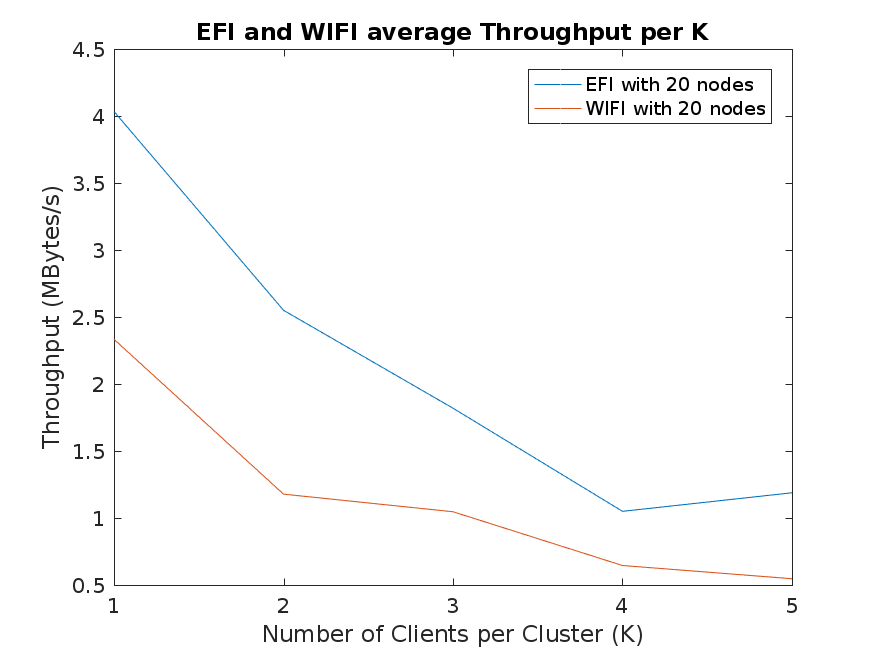 EFI and WIFI average Throughput per K
EFI with 20 nodes
WIFI with 20 nodes
Throughput (MBytes/s)
4.5
4
3.5
3
2.5
2
1.5
1
0.5
1 2 3 4 5
Number of Clients per Cluster (K)